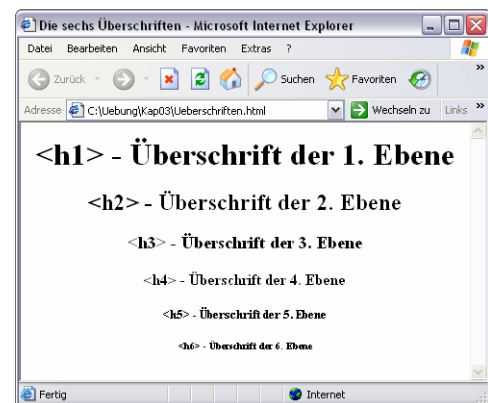 Die sechs Überschriften - Microsoft Internet Explorer
Datei Bearbeiten Ansicht Favoriten Extras ?
Zurück Suchen Favoriten »
Adresse C:\Uebung\Kap03\Ueberschriften.html Wechseln zu Links »
<h1> - Überschrift der 1. Ebene
<h2> - Überschrift der 2. Ebene
<h3> - Überschrift der 3. Ebene
<h4> - Überschrift der 4. Ebene
<h5> - Überschrift der 5. Ebene
<h6> - Überschrift der 6. Ebene
Fertig Internet